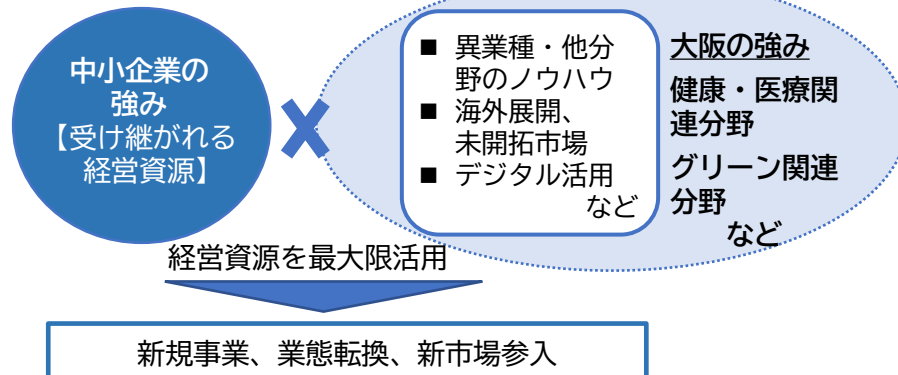 中小企業の
強み
【受け継がれる
経営資源】
■ 異業種・他分
野のノウハウ
■ 海外展開、
未開拓市場
■ デジタル活用
など
大阪の強み
健康・医療関
連分野
グリーン関連
分野
など
経営資源を最大限活用
新規事業、業態転換、新市場参入